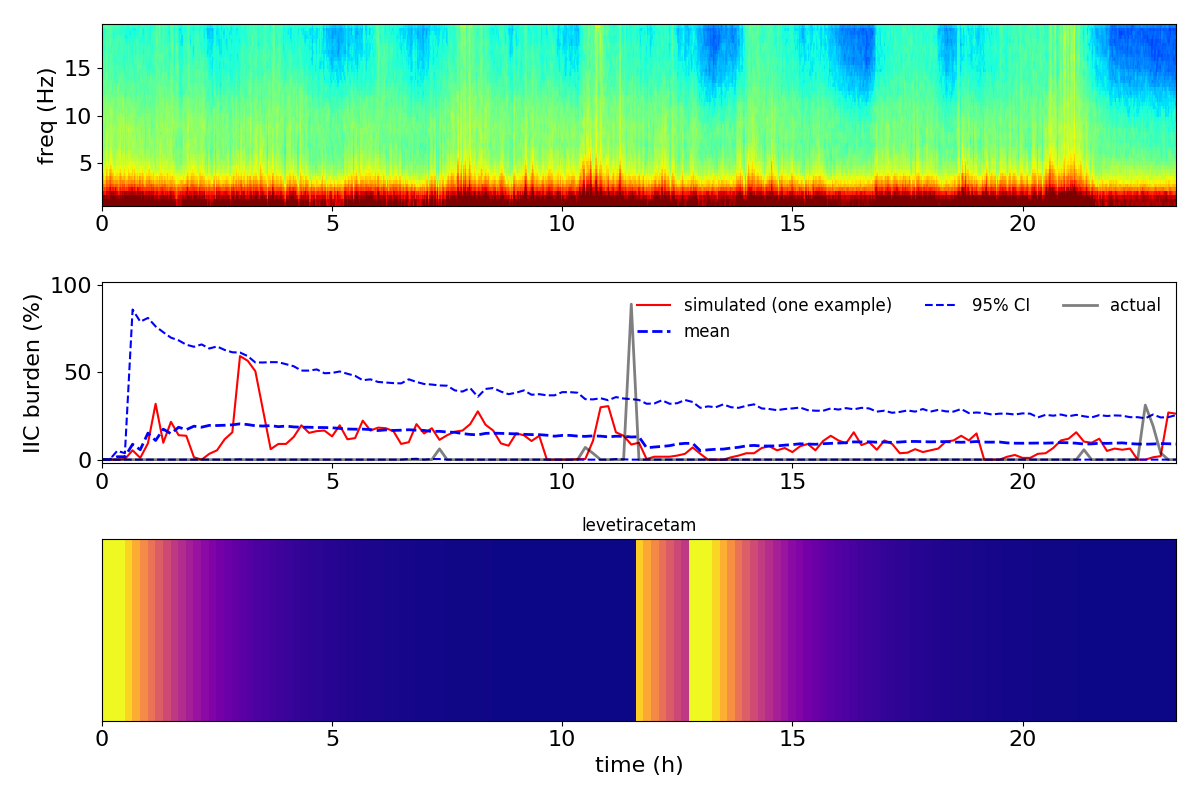 freq (Hz)
15
10
5
0 5 10 15 20
IIC burden (%)
100
50
0
simulated (one example) 95% CI actual
mean
0 5 10 15 20
levetiracetam
0 5 10 15 20
time (h)